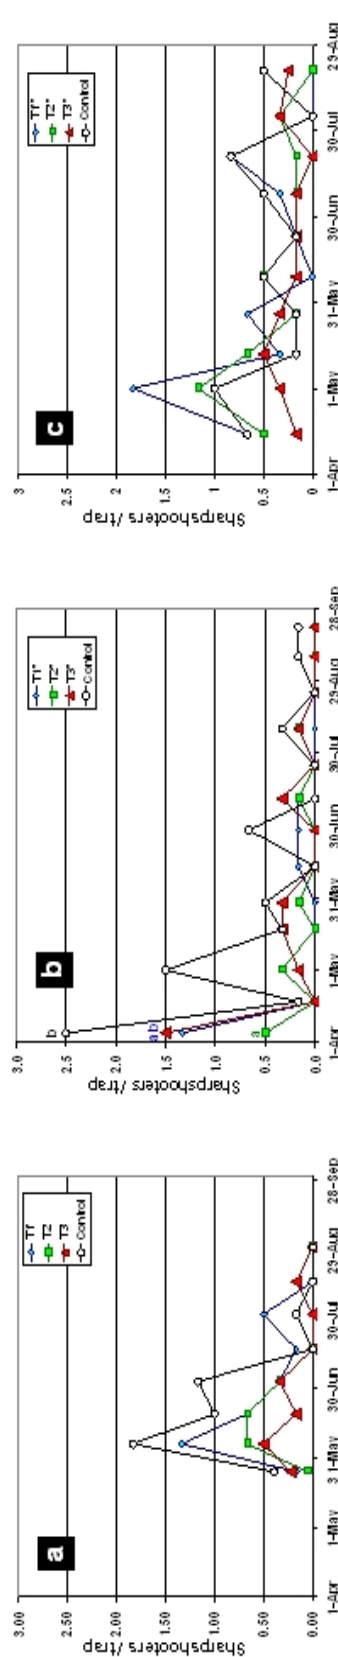 a
Sharpshooters / trap
3.00
2.50
2.00
1.50
1.00
0.50
0.00
1-Apr
1-May
31-May
30-Jun
30-Jul
29-Aug
28-Sep
T1
T2
T3
Control
b
Sharpshooters / trap
3.0
2.5
2.0
1.5
1.0
0.5
0.0
1-Apr
1-May
31-May
30-Jun
30-Jul
29-Aug
28-Sep
T1"
T2"
T3"
Control
b
ab
a
c
Sharpshooters / trap
3
2.5
2
1.5
1
0.5
0
1-Apr
1-May
31-May
30-Jun
30-Jul
29-Aug
T1"
T2"
T3"
Control